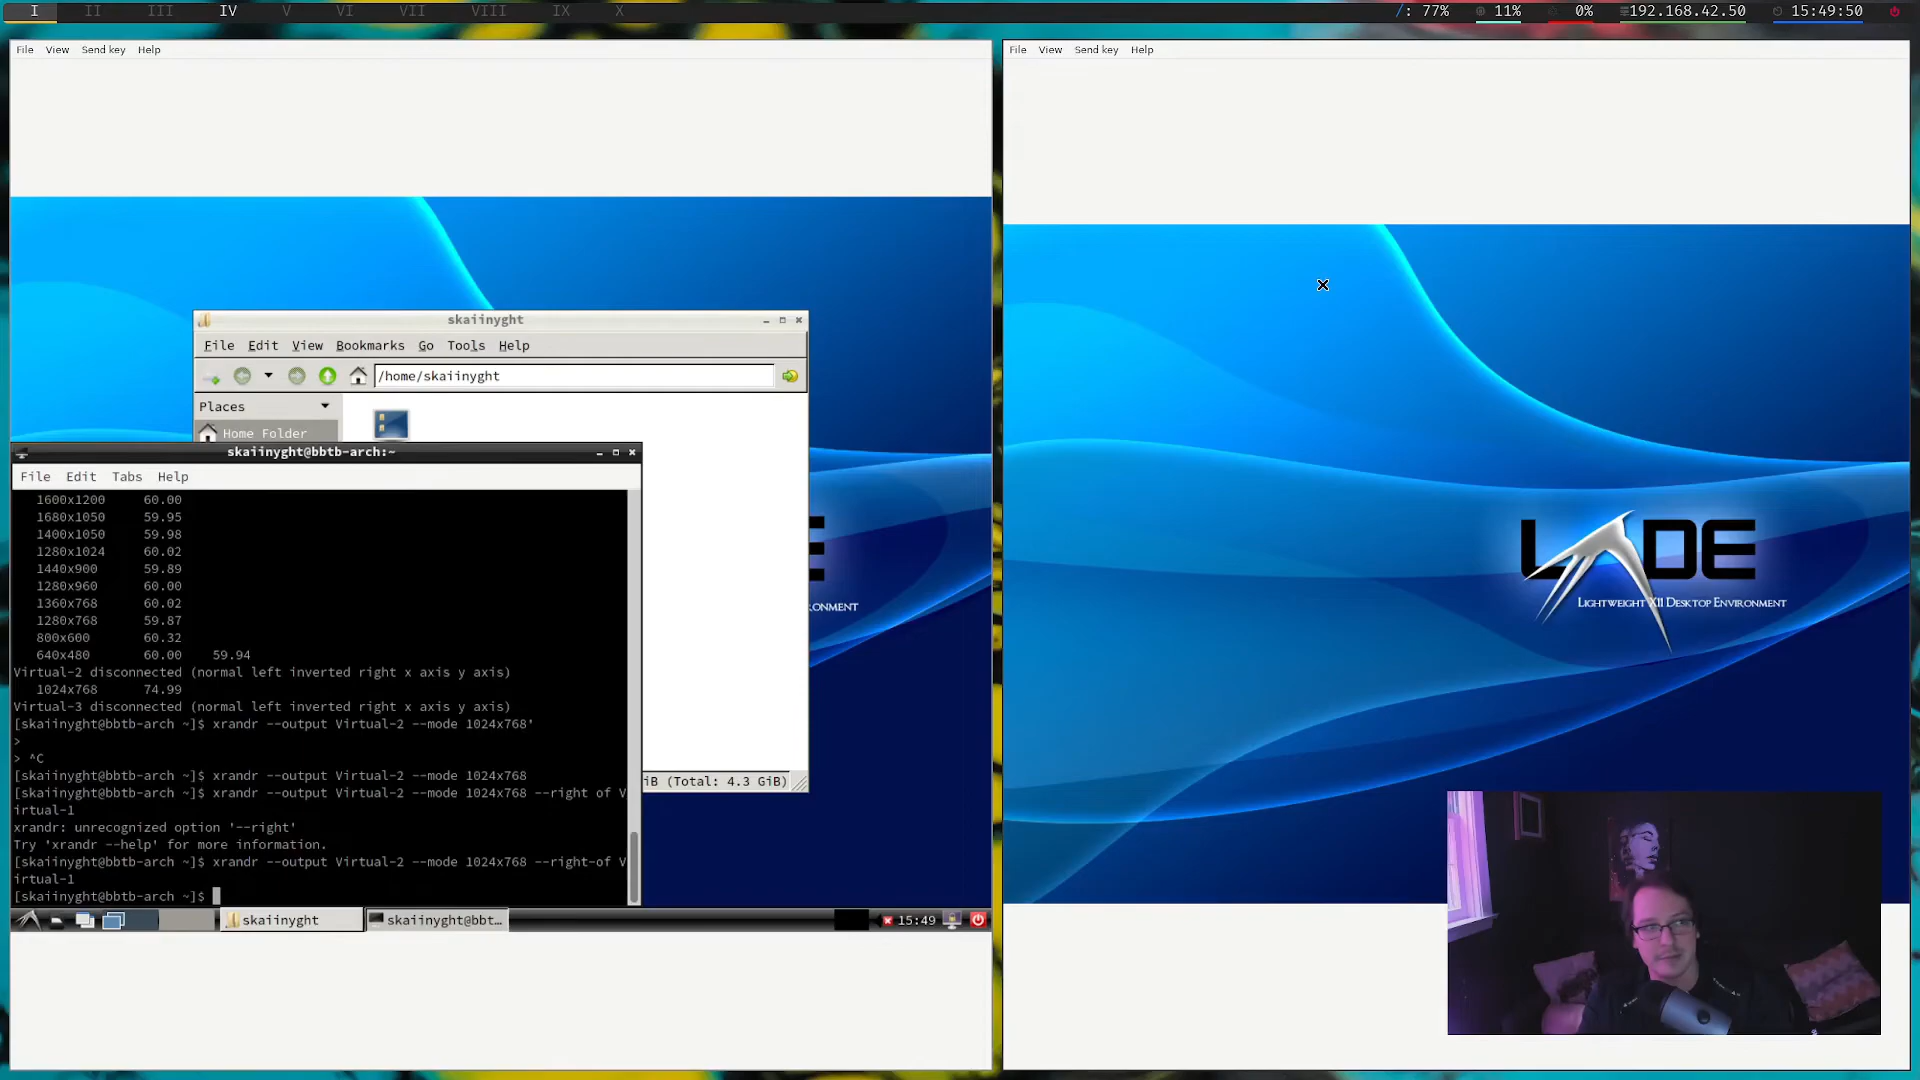 I II III IV V VI VII VIII IX X
/: 77% 11% 0% 192.168.42.50 15:49:50
File View Send key Help
File View Send key Help
skaiinyght
File Edit View Bookmarks Go Tools Help
/home/skaiinyght
Places
Home Folder
skaiinyght@bbtb-arch:~
File Edit Tabs Help
1600x1200 60.00
1680x1050 59.95
1400x1050 59.98
1280x1024 60.02
1440x900 59.89
1280x960 60.00
1360x768 60.02
1280x768 59.87
800x600 60.32
640x480 60.00 59.94
Virtual-2 disconnected (normal left inverted right x axis y axis)
1024x768 74.99
Virtual-3 disconnected (normal left inverted right x axis y axis)
[skaiinyght@bbtb-arch ~]$ xrandr --output Virtual-2 --mode 1024x768'
>
> ^C
[skaiinyght@bbtb-arch ~]$ xrandr --output Virtual-2 --mode 1024x768
[skaiinyght@bbtb-arch ~]$ xrandr --output Virtual-2 --mode 1024x768 --right of V
irtual-1
xrandr: unrecognized option '--right'
Try 'xrandr --help' for more information.
[skaiinyght@bbtb-arch ~]$ xrandr --output Virtual-2 --mode 1024x768 --right-of V
irtual-1
[skaiinyght@bbtb-arch ~]$
iB (Total: 4.3 GiB)
E
ONMENT
skaiinyght
skaiinyght@bbt...
15:49
LXDE
Lightweight X11 Desktop Environment